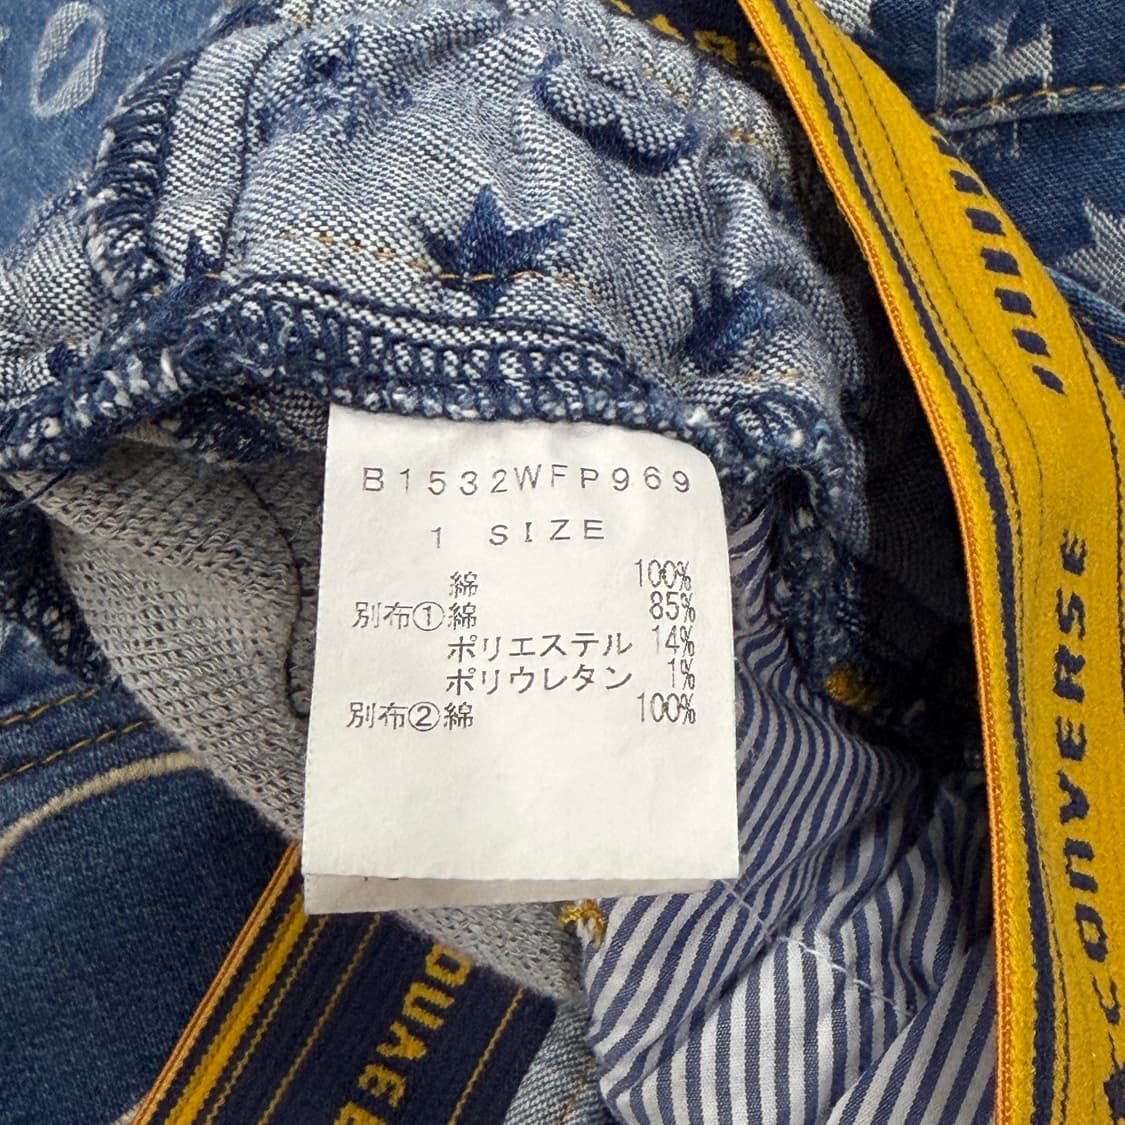 B1532WFP969
1 SIZE
綿 100%
別布①綿 85%
ポリエステル 14%
ポリウレタン 1%
別布②綿 100%